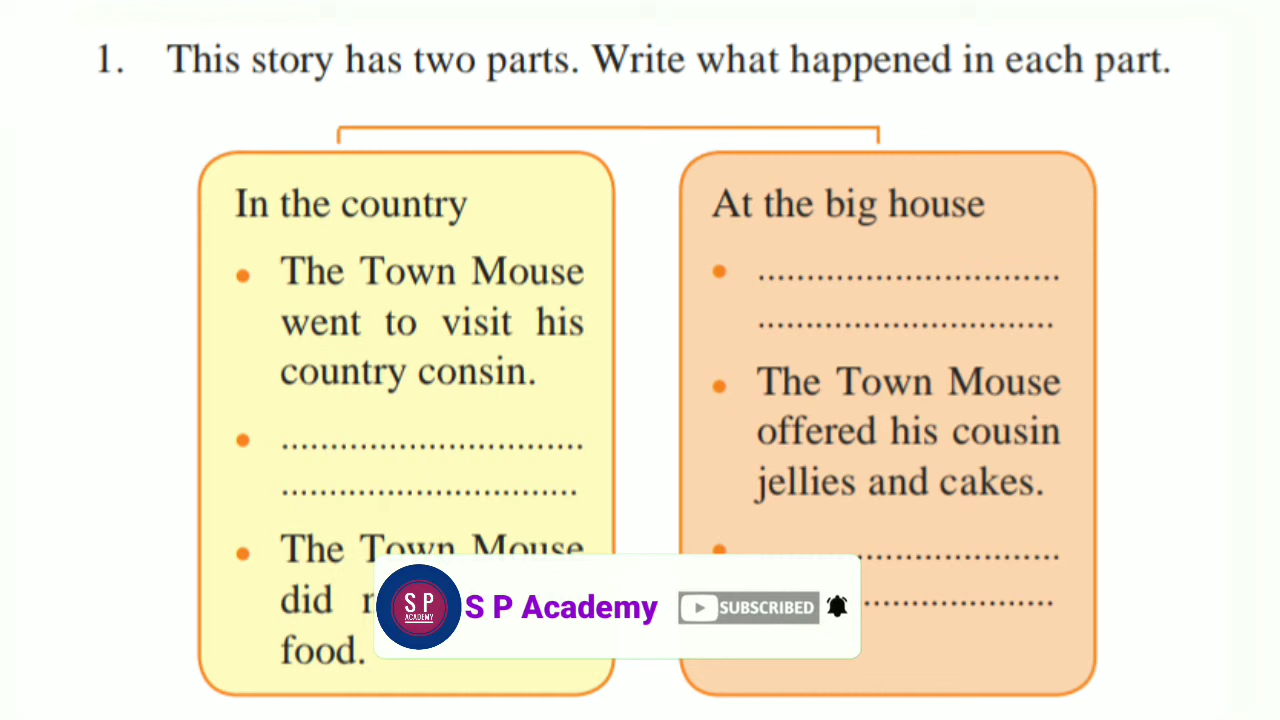 1. This story has two parts. Write what happened in each part.
In the country
• The Town Mouse
went to visit his
country consin.
• ...............................
...............................
• The Town Mouse
did
food.
At the big house
• ...............................
...............................
• The Town Mouse
offered his cousin
jellies and cakes.
• ...............................
...............................
S P
ACADEMY
S P Academy
SUBSCRIBED